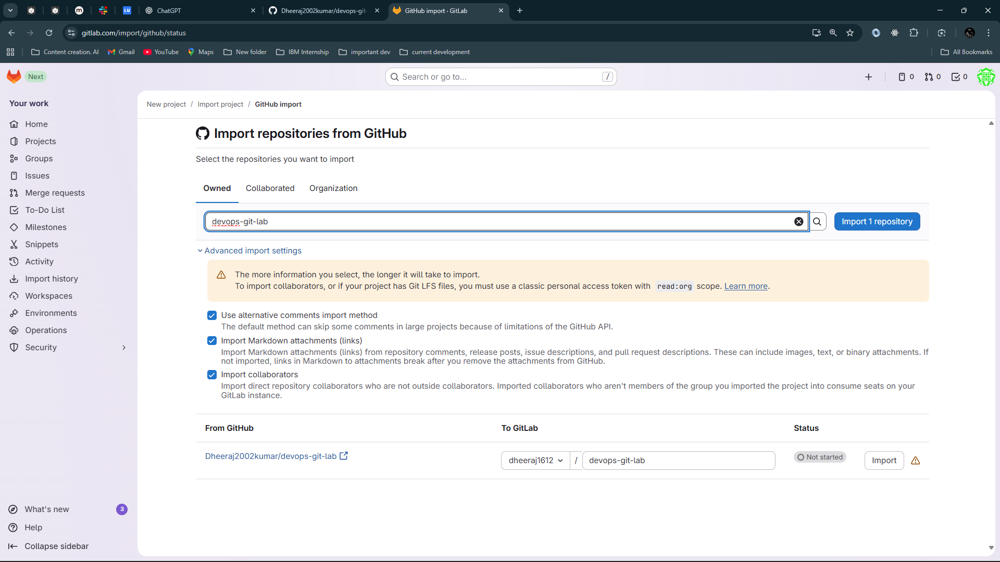 ChatGPT
Dheeraj2002kumar/devops-git-
GitHub import · GitLab
gitlab.com/import/github/status
Content creation. AI
Gmail
YouTube
Maps
New folder
IBM Internship
important dev
current development
All Bookmarks
Next
Search or go to...
/
0
0
0
Your work
Home
Projects
Groups
Issues
Merge requests
To-Do List
Milestones
Snippets
Activity
Import history
Workspaces
Environments
Operations
Security
What's new
3
Help
Collapse sidebar
New project / Import project / GitHub import
Import repositories from GitHub
Select the repositories you want to import
Owned
Collaborated
Organization
devops-git-lab
Import 1 repository
Advanced import settings
The more information you select, the longer it will take to import.
To import collaborators, or if your project has Git LFS files, you must use a classic personal access token with read:org scope. Learn more.
Use alternative comments import method
The default method can skip some comments in large projects because of limitations of the GitHub API.
Import Markdown attachments (links)
Import Markdown attachments (links) from repository comments, release posts, issue descriptions, and pull request descriptions. These can include images, text, or binary attachments. If
not imported, links in Markdown to attachments break after you remove the attachments from GitHub.
Import collaborators
Import direct repository collaborators who are not outside collaborators. Imported collaborators who aren't members of the group you imported the project into consume seats on your
GitLab instance.
From GitHub
To GitLab
Status
Dheeraj2002kumar/devops-git-lab
dheeraj1612
/
devops-git-lab
Not started
Import